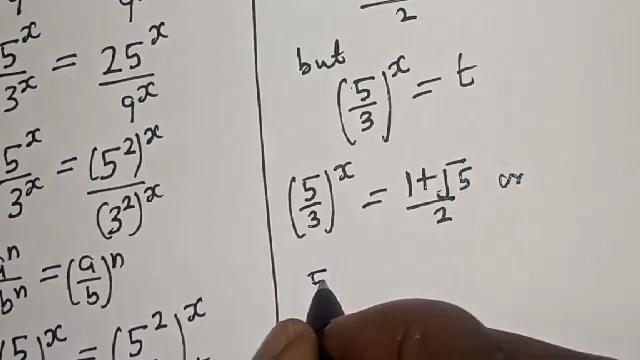 9 9
5^x/3^x = 25^x/9^x
5^x/3^x = (5^2)^x/(3^2)^x
a^n/b^n = (a/b)^n
5)^x = (5^2)^x
2
but (5/3)^x = t
(5/3)^x = 1+√5/2 or
5